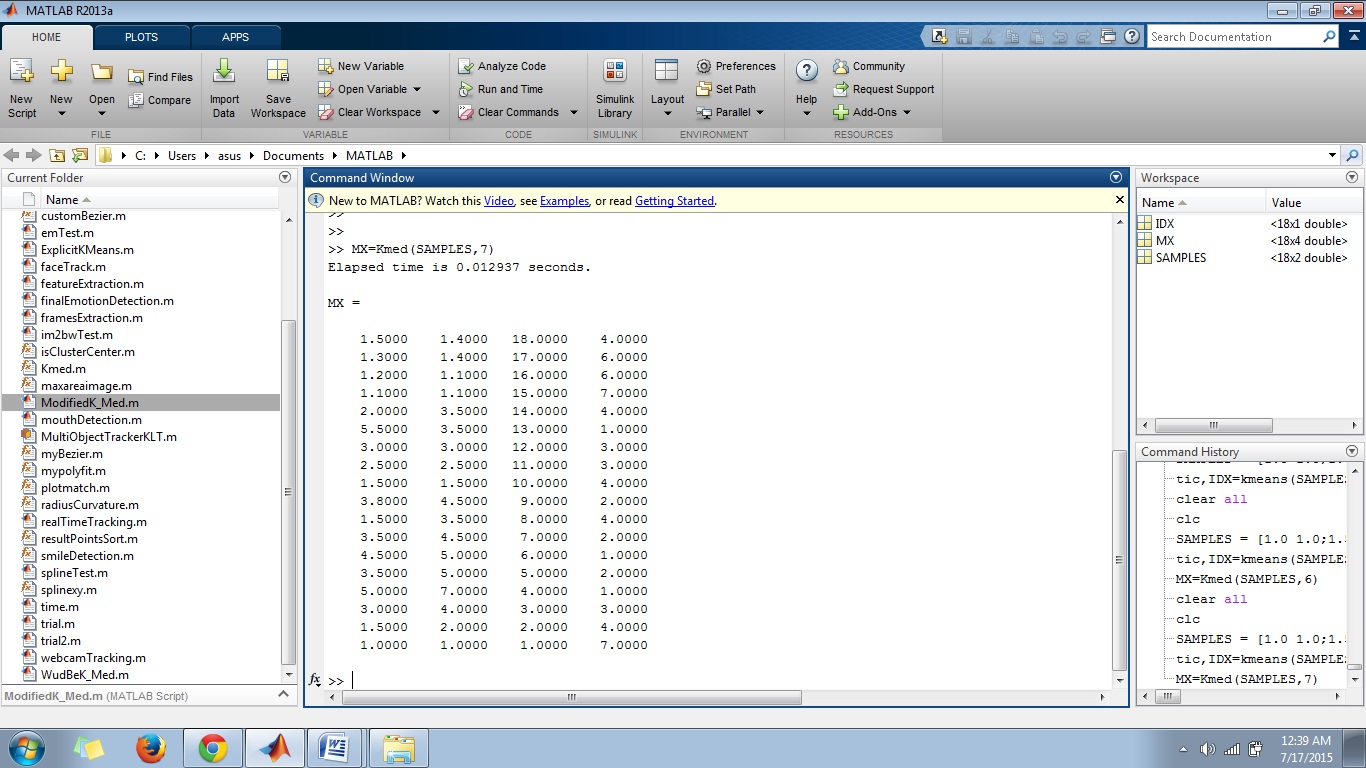 MATLAB R2013a
HOME PLOTS APPS Search Documentation
New Script New Open Find Files Compare
Import Data Save Workspace New Variable Open Variable Clear Workspace
Analyze Code Run and Time Clear Commands
Simulink Library Layout Preferences Set Path Parallel
Help Community Request Support Add-Ons
FILE VARIABLE CODE SIMULINK ENVIRONMENT RESOURCES
C: Users asus Documents MATLAB
Current Folder
Name
customBezier.m
emTest.m
ExplicitKMeans.m
faceTrack.m
featureExtraction.m
finalEmotionDetection.m
framesExtraction.m
im2bwTest.m
isClusterCenter.m
Kmed.m
maxareaimage.m
ModifiedK_Med.m
mouthDetection.m
MultiObjectTrackerKLT.m
myBezier.m
mypolyfit.m
plotmatch.m
radiusCurvature.m
realTimeTracking.m
resultPointsSort.m
smileDetection.m
splineTest.m
splinexy.m
time.m
trial.m
trial2.m
webcamTracking.m
WudBeK_Med.m
ModifiedK_Med.m (MATLAB Script)
Command Window
New to MATLAB? Watch this Video, see Examples, or read Getting Started.
>>
>>
>> MX=Kmed(SAMPLES,7)
Elapsed time is 0.012937 seconds.
MX =
1.5000 1.4000 18.0000 4.0000
1.3000 1.4000 17.0000 6.0000
1.2000 1.1000 16.0000 6.0000
1.1000 1.1000 15.0000 7.0000
2.0000 3.5000 14.0000 4.0000
5.5000 3.5000 13.0000 1.0000
3.0000 3.0000 12.0000 3.0000
2.5000 2.5000 11.0000 3.0000
1.5000 1.5000 10.0000 4.0000
3.8000 4.5000 9.0000 2.0000
1.5000 3.5000 8.0000 4.0000
3.5000 4.5000 7.0000 2.0000
4.5000 5.0000 6.0000 1.0000
3.5000 5.0000 5.0000 2.0000
5.0000 7.0000 4.0000 1.0000
3.0000 4.0000 3.0000 3.0000
1.5000 2.0000 2.0000 4.0000
1.0000 1.0000 1.0000 7.0000
fx >>
Workspace
Name Value
IDX <18x1 double>
MX <18x4 double>
SAMPLES <18x2 double>
Command History
tic,IDX=kmeans(SAMPLE
clear all
clc
SAMPLES = [1.0 1.0;1.
tic,IDX=kmeans(SAMPLE
MX=Kmed(SAMPLES,6)
clear all
clc
SAMPLES = [1.0 1.0;1.
tic,IDX=kmeans(SAMPLE
MX=Kmed(SAMPLES,7)
12:39 AM
7/17/2015